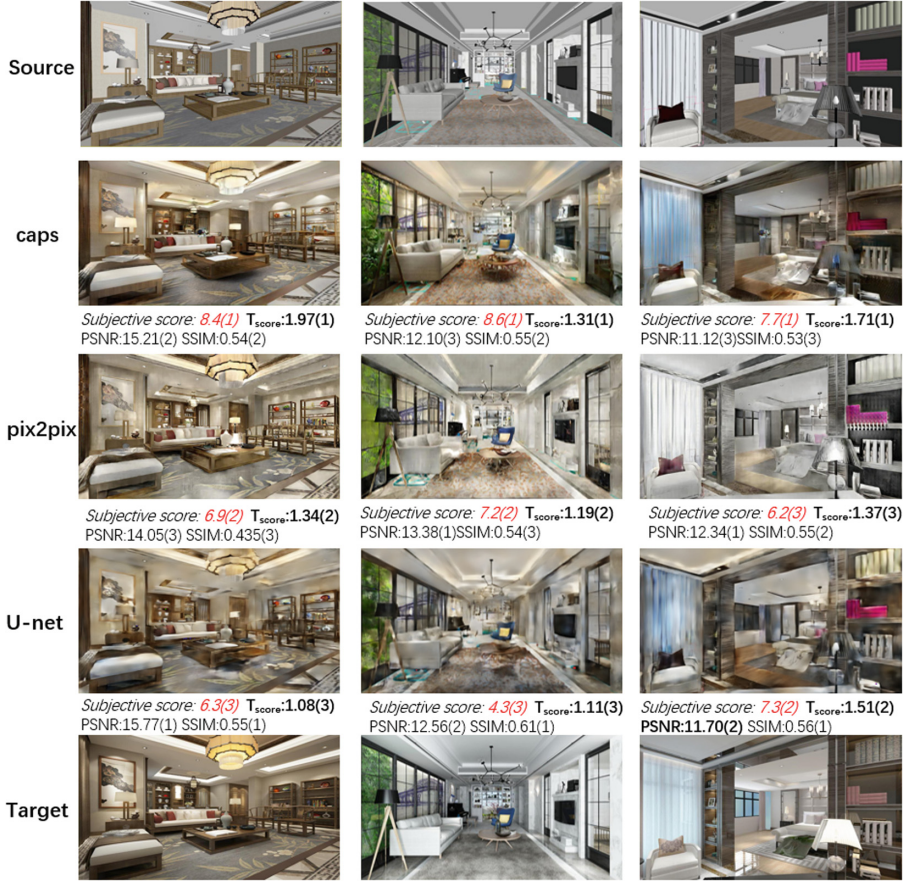 Source
caps
Subjective score: 8.4(1) Tscore:1.97(1)
PSNR:15.21(2) SSIM:0.54(2)
Subjective score: 8.6(1) Tscore:1.31(1)
PSNR:12.10(3) SSIM:0.55(2)
Subjective score: 7.7(1) Tscore:1.71(1)
PSNR:11.12(3)SSIM:0.53(3)
pix2pix
Subjective score: 6.9(2) Tscore:1.34(2)
PSNR:14.05(3) SSIM:0.435(3)
Subjective score: 7.2(2) Tscore:1.19(2)
PSNR:13.38(1)SSIM:0.54(3)
Subjective score: 6.2(3) Tscore:1.37(3)
PSNR:12.34(1) SSIM:0.55(2)
U-net
Subjective score: 6.3(3) Tscore:1.08(3)
PSNR:15.77(1) SSIM:0.55(1)
Subjective score: 4.3(3) Tscore:1.11(3)
PSNR:12.56(2) SSIM:0.61(1)
Subjective score: 7.3(2) Tscore:1.51(2)
PSNR:11.70(2) SSIM:0.56(1)
Target